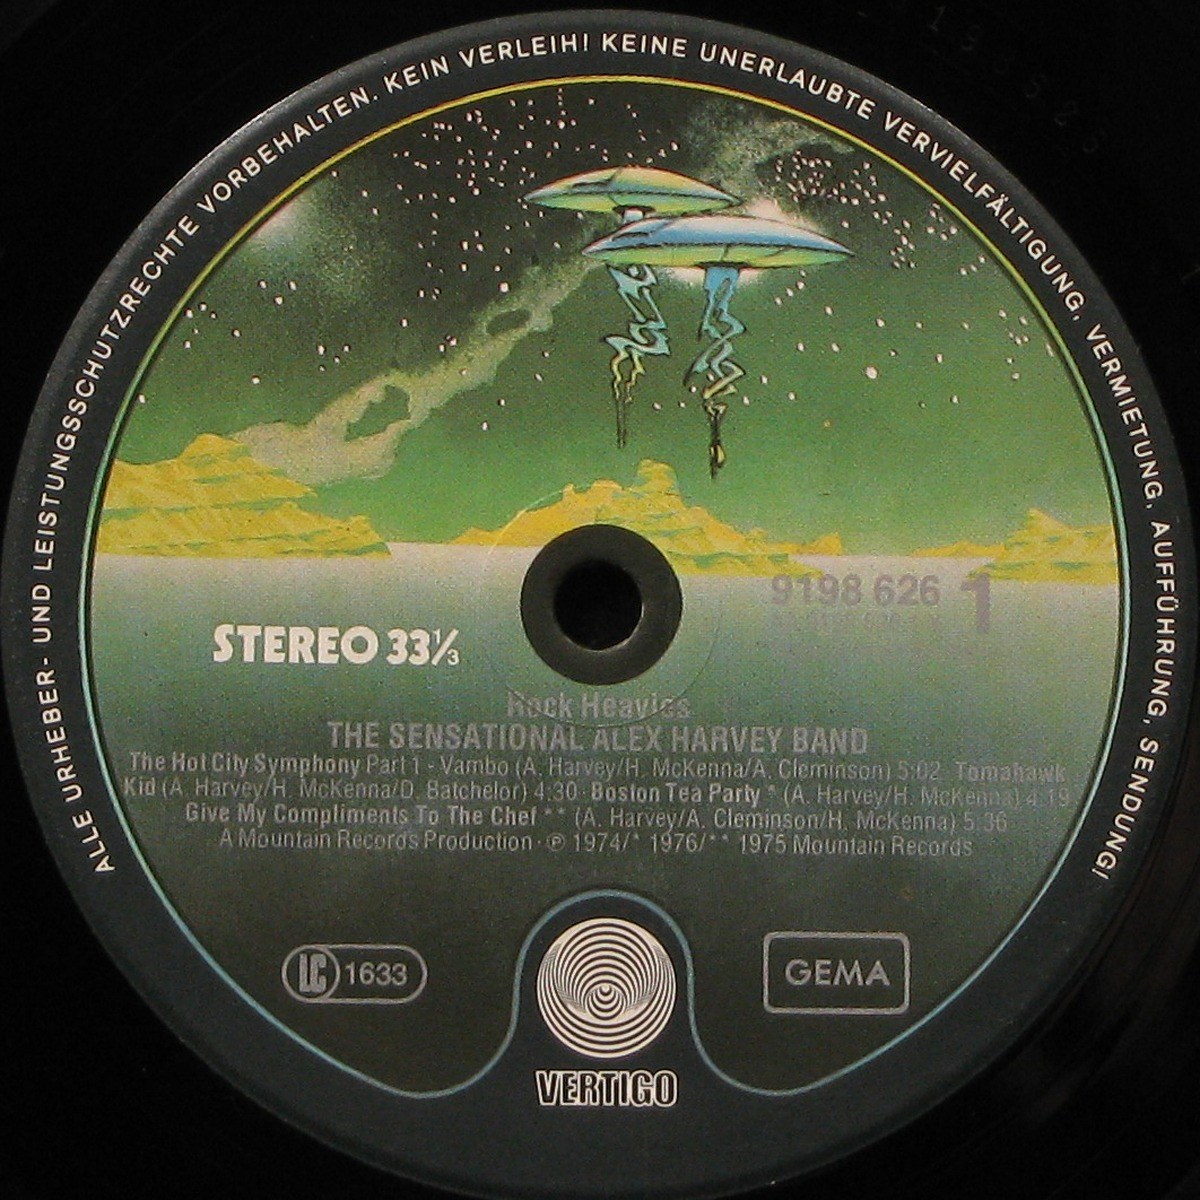 ALLE URHEBER- UND LEISTUNGSSCHUTZRECHTE VORBEHALTEN. KEIN VERLEIH! KEINE UNERLAUBTE VERVIELFÄLTIGUNG, VERMIETUNG, AUFFÜHRUNG, SENDUNG!
9198 626 1
STEREO 33⅓
Rock Heavies
THE SENSATIONAL ALEX HARVEY BAND
The Hot City Symphony Part 1 - Vambo (A. Harvey/H. McKenna/A. Cleminson) 5:02 · Tomahawk
Kid (A. Harvey/H. McKenna/D. Batchelor) 4:30 · Boston Tea Party * (A. Harvey/H. McKenna) 4:19
Give My Compliments To The Chef ** (A. Harvey/A. Cleminson/H. McKenna) 5:36
A Mountain Records Production · ℗ 1974/* 1976/** 1975 Mountain Records
LC 1633
GEMA
VERTIGO